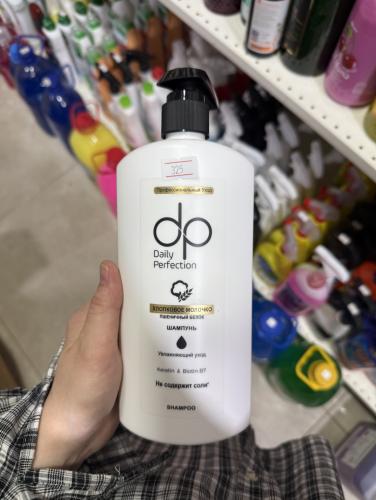 325
Профессиональный Уход
dp
Daily
Perfection
ХЛОПКОВОЕ МОЛОЧКО
ПШЕНИЧНЫЙ БЕЛОК
ШАМПУНЬ
Увлажняющий уход
Keratin & Biotin B7
Не содержит соли*
SHAMPOO